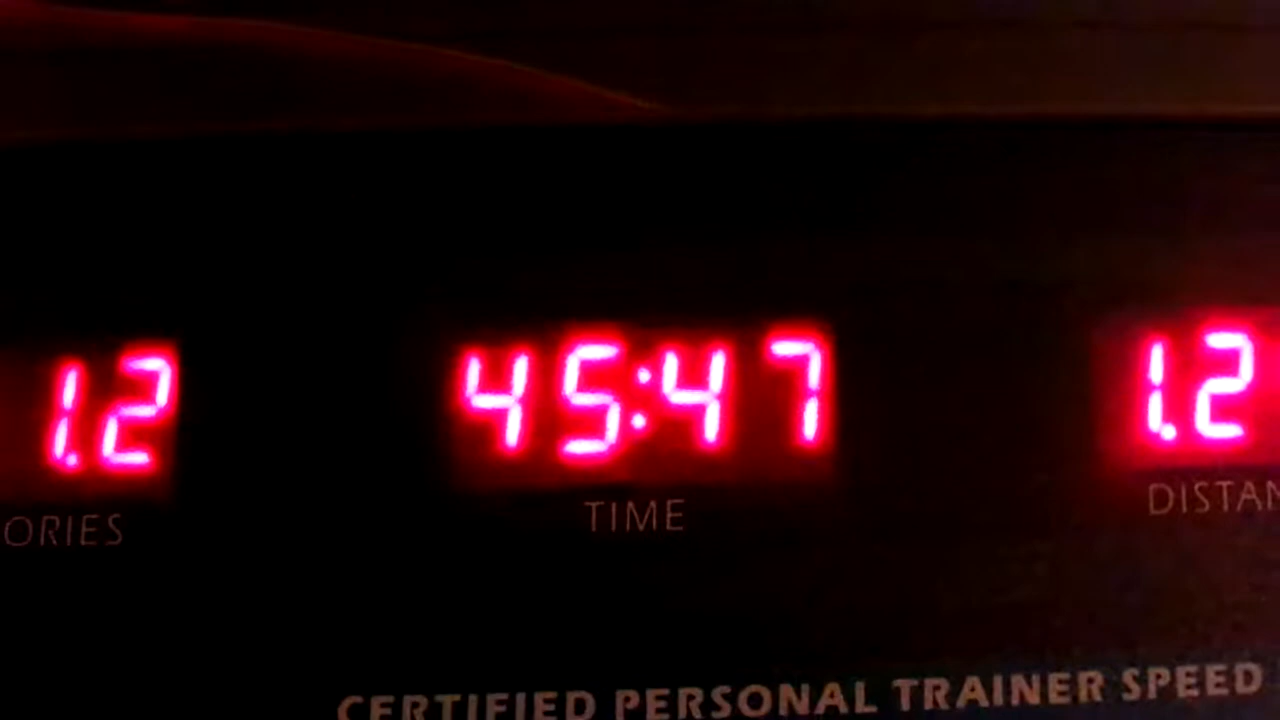 1.2 45:47 1.2
ORIES TIME DISTAN
CERTIFIED PERSONAL TRAINER SPEED